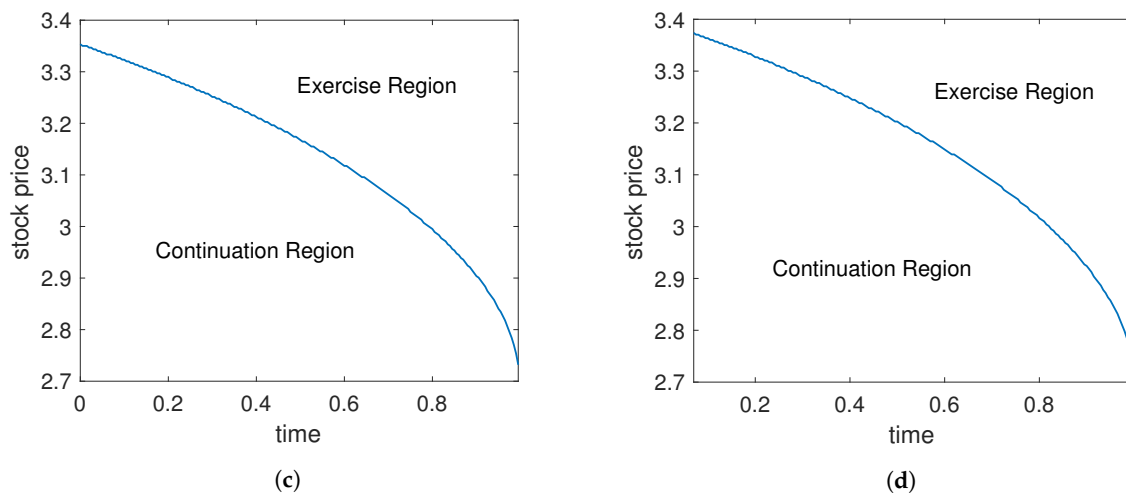 3.4
3.3
3.2
3.1
3
2.9
2.8
2.7
stock price
Exercise Region
Continuation Region
0
0.2
0.4
0.6
0.8
time
(c)
3.4
3.3
3.2
3.1
3
2.9
2.8
2.7
stock price
Exercise Region
Continuation Region
0.2
0.4
0.6
0.8
time
(d)